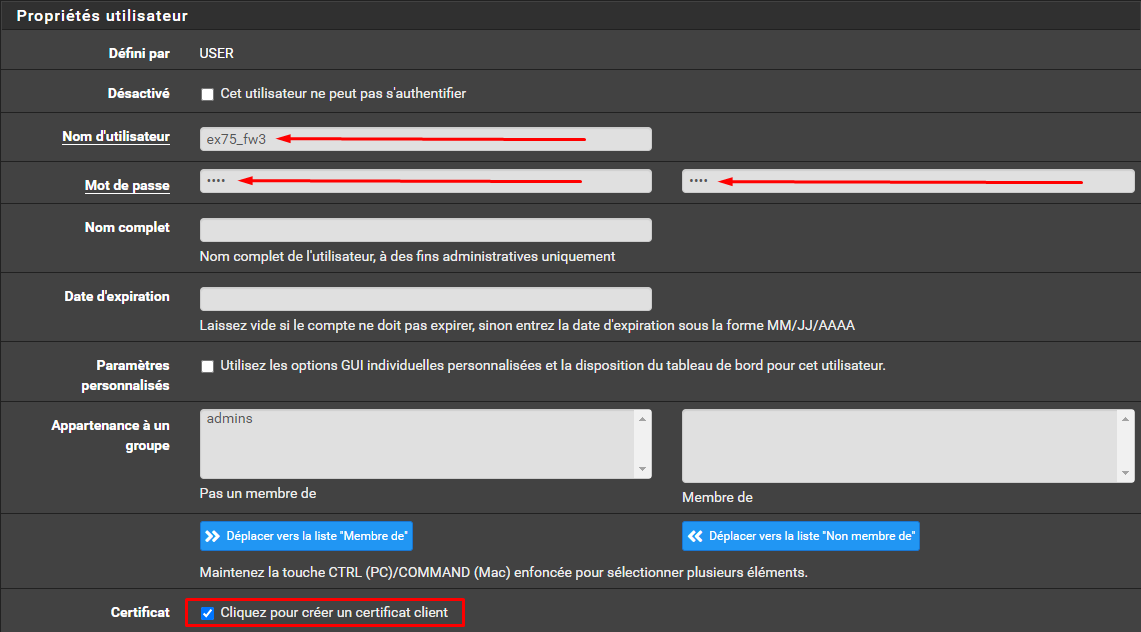 Propriétés utilisateur
Défini par USER
Désactivé Cet utilisateur ne peut pas s'authentifier
Nom d'utilisateur ex75_fw3
Mot de passe •••• ••••
Nom complet
Nom complet de l'utilisateur, à des fins administratives uniquement
Date d'expiration
Laissez vide si le compte ne doit pas expirer, sinon entrez la date d'expiration sous la forme MM/JJ/AAAA
Paramètres personnalisés Utilisez les options GUI individuelles personnalisées et la disposition du tableau de bord pour cet utilisateur.
Appartenance à un groupe admins
Pas un membre de Membre de
Déplacer vers la liste "Membre de" Déplacer vers la liste "Non membre de"
Maintenez la touche CTRL (PC)/COMMAND (Mac) enfoncée pour sélectionner plusieurs éléments.
Certificat Cliquez pour créer un certificat client